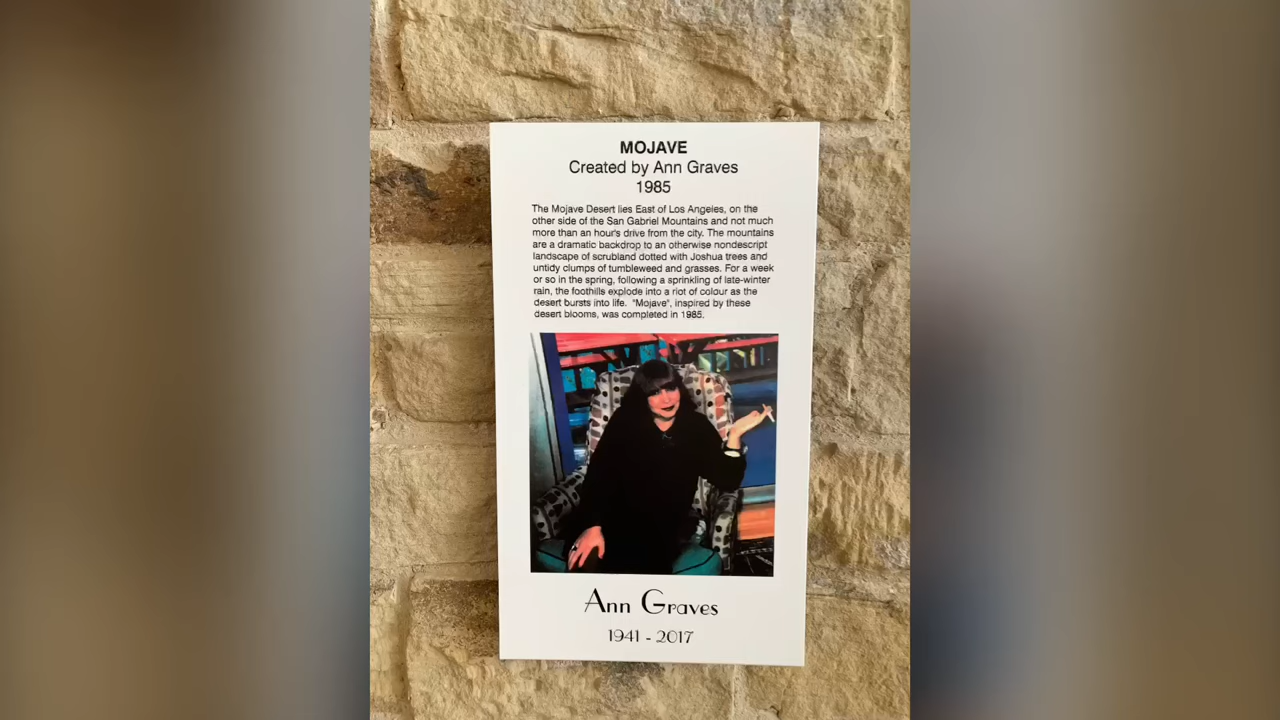 MOJAVE
Created by Ann Graves
1985
The Mojave Desert lies East of Los Angeles, on the
other side of the San Gabriel Mountains and not much
more than an hour's drive from the city. The mountains
are a dramatic backdrop to an otherwise nondescript
landscape of scrubland dotted with Joshua trees and
untidy clumps of tumbleweed and grasses. For a week
or so in the spring, following a sprinkling of late-winter
rain, the foothills explode into a riot of colour as the
desert bursts into life. "Mojave", inspired by these
desert blooms, was completed in 1985.
Ann Graves
1941 - 2017